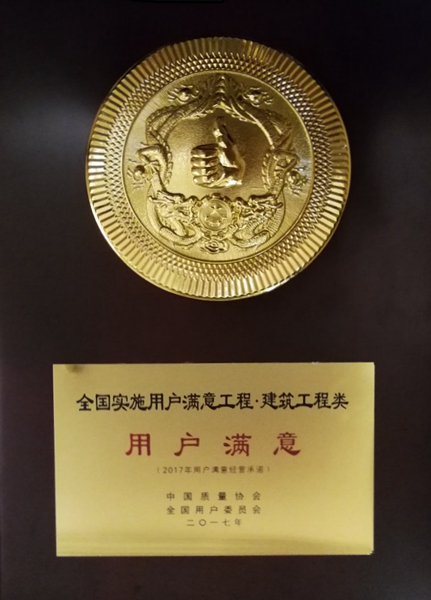 全国实施用户满意工程·建筑工程类
用户满意
(2017年用户满意经营承诺)
中国质量协会
全国用户委员会
二〇一七年